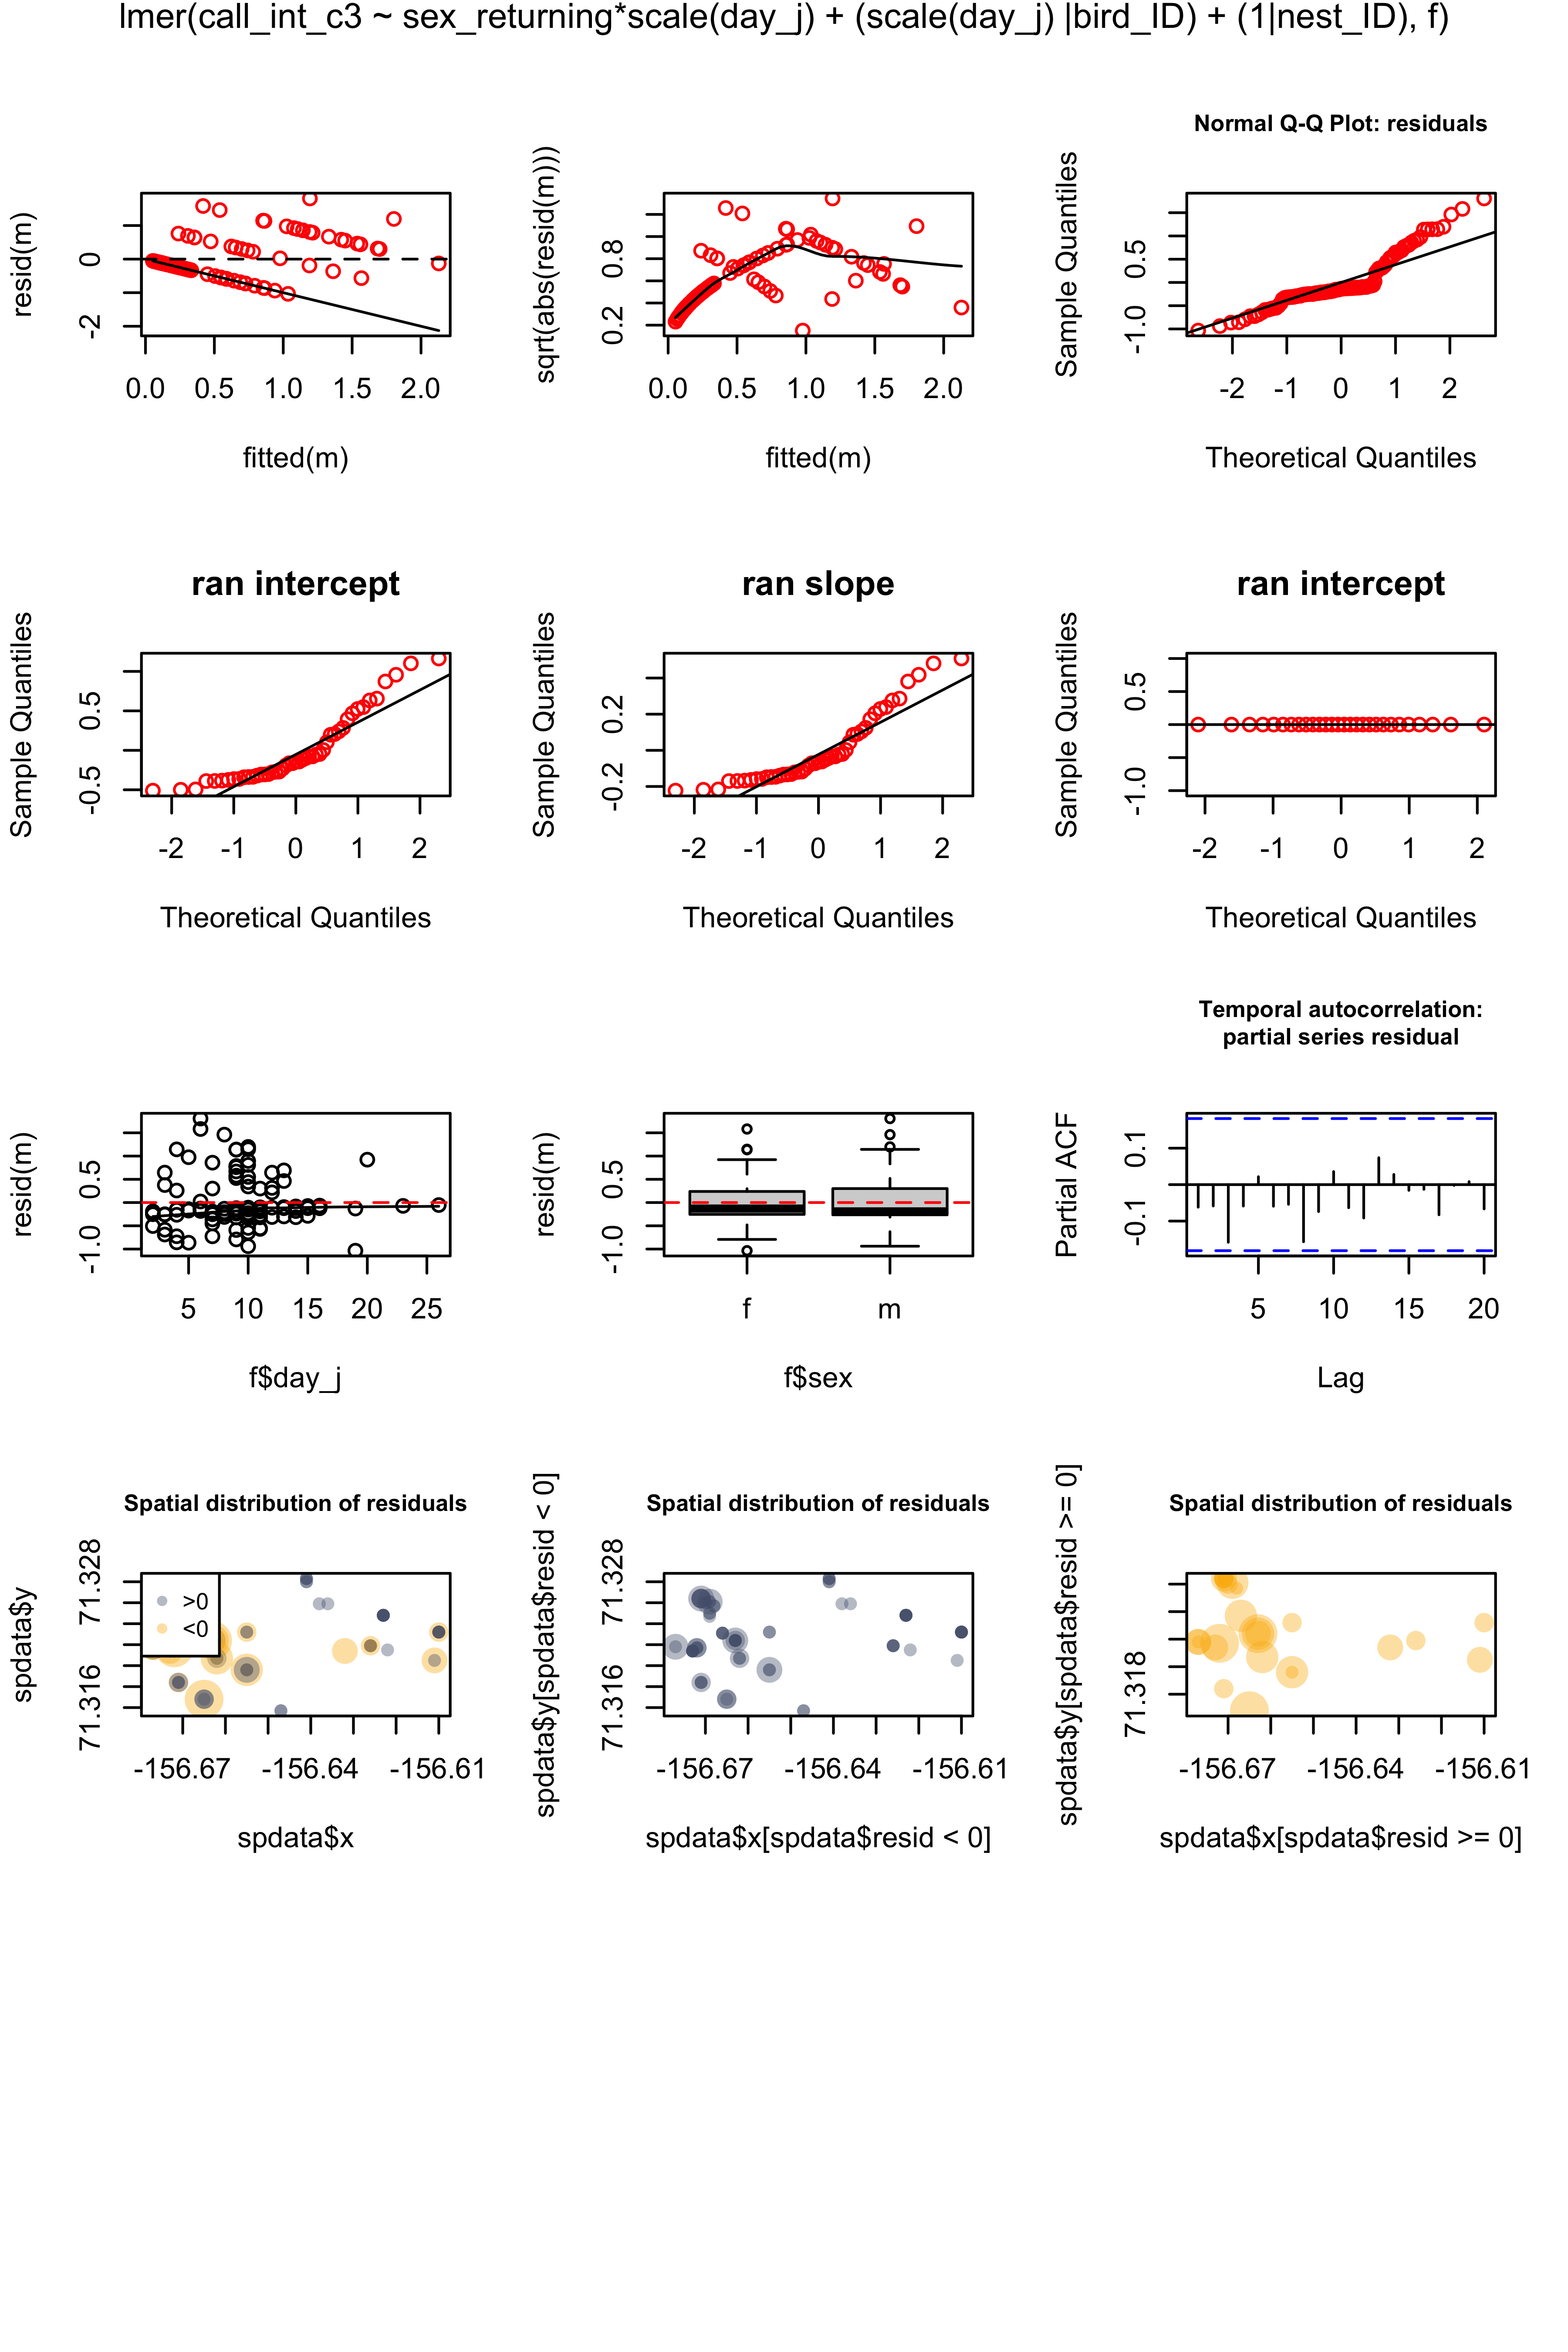 lmer(call_int_c3 ~ sex_returning*scale(day_j) + (scale(day_j) |bird_ID) + (1|nest_ID), f)
resid(m)
0
-2
0.0 0.5 1.0 1.5 2.0
fitted(m)
sqrt(abs(resid(m)))
0.8
0.2
0.0 0.5 1.0 1.5 2.0
fitted(m)
Normal Q-Q Plot: residuals
Sample Quantiles
0.5
-1.0
-2 -1 0 1 2
Theoretical Quantiles
ran intercept
Sample Quantiles
0.5
-0.5
-2 -1 0 1 2
Theoretical Quantiles
ran slope
Sample Quantiles
0.2
-0.2
-2 -1 0 1 2
Theoretical Quantiles
ran intercept
Sample Quantiles
0.5
-1.0
-2 -1 0 1 2
Theoretical Quantiles
resid(m)
0.5
-1.0
5 10 15 20 25
f$day_j
resid(m)
0.5
-1.0
f m
f$sex
Temporal autocorrelation:
partial series residual
Partial ACF
0.1
-0.1
5 10 15 20
Lag
Spatial distribution of residuals
spdata$y
71.328
71.316
>0
<0
-156.67 -156.64 -156.61
spdata$x
Spatial distribution of residuals
spdata$y[spdata$resid < 0]
71.328
71.316
-156.67 -156.64 -156.61
spdata$x[spdata$resid < 0]
Spatial distribution of residuals
spdata$y[spdata$resid >= 0]
71.318
-156.67 -156.64 -156.61
spdata$x[spdata$resid >= 0]